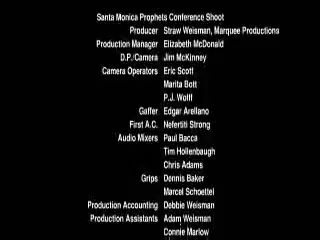 Santa Monica Prophets Conference Shoot
Producer Straw Weisman, Marquee Productions
Production Manager Elizabeth McDonald
D.P./Camera Jim McKinney
Camera Operators Eric Scott
Marita Bott
P.J. Wolff
Gaffer Edgar Arellano
First A.C. Nefertiti Strong
Audio Mixers Paul Bacca
Tim Hollenbaugh
Chris Adams
Grips Dennis Baker
Marcel Schoettel
Production Accounting Debbie Weisman
Production Assistants Adam Weisman
Connie Marlow